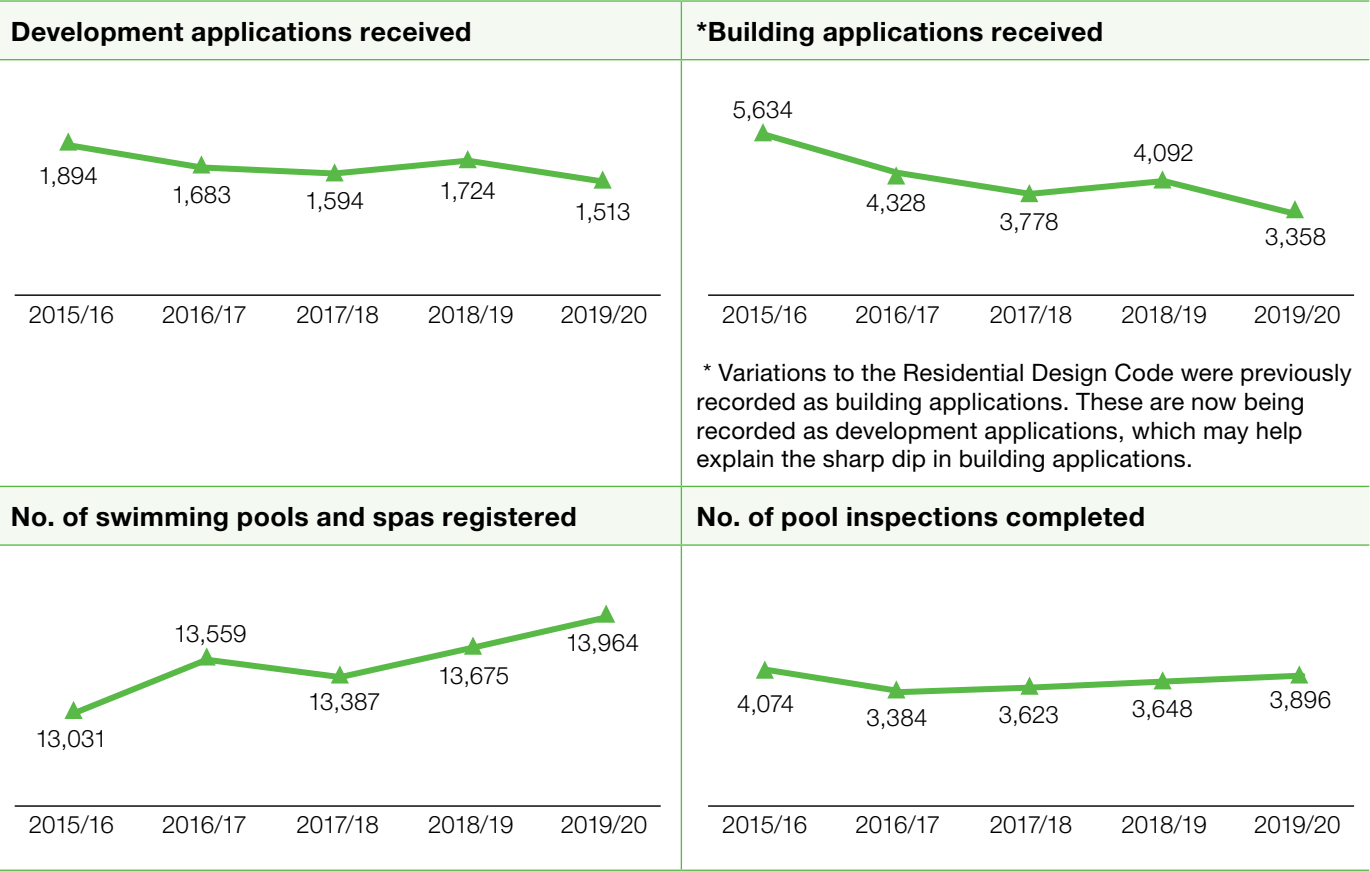 Development applications received
1,894
1,683
1,594
1,724
1,513
2015/16 2016/17 2017/18 2018/19 2019/20
*Building applications received
5,634
4,328
3,778
4,092
3,358
2015/16 2016/17 2017/18 2018/19 2019/20
* Variations to the Residential Design Code were previously
recorded as building applications. These are now being
recorded as development applications, which may help
explain the sharp dip in building applications.
No. of swimming pools and spas registered
13,031
13,559
13,387
13,675
13,964
2015/16 2016/17 2017/18 2018/19 2019/20
No. of pool inspections completed
4,074
3,384
3,623
3,648
3,896
2015/16 2016/17 2017/18 2018/19 2019/20